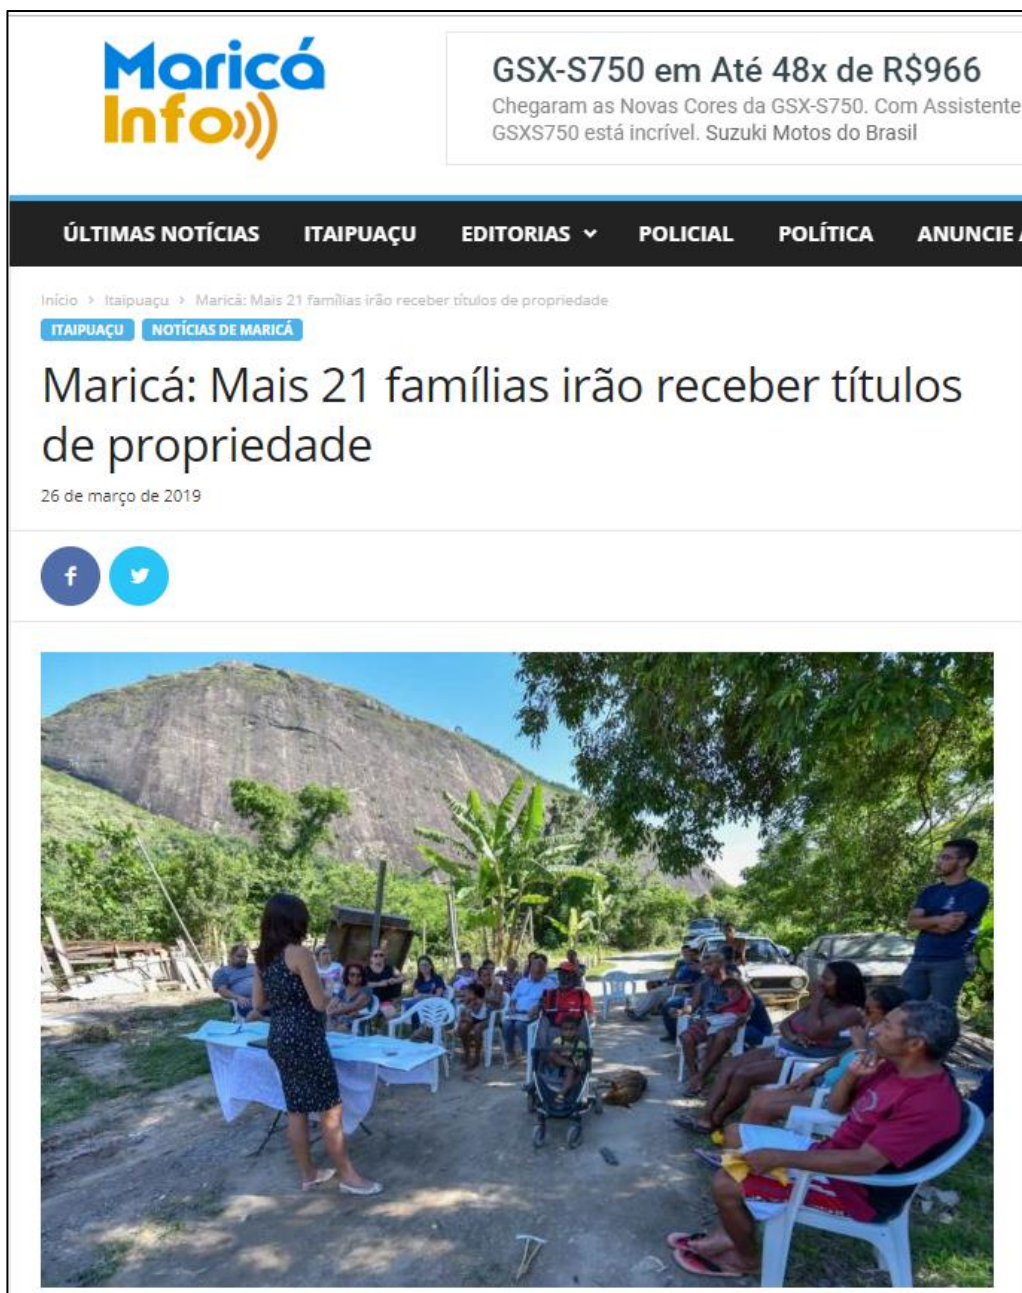 Maricá
Info
GSX-S750 em Até 48x de R$966
Chegaram as Novas Cores da GSX-S750. Com Assistente
GSXS750 está incrível. Suzuki Motos do Brasil
ÚLTIMAS NOTÍCIAS ITAIPUAÇU EDITORIAS POLICIAL POLÍTICA ANUNCIE A
Início > Itaipuaçu > Maricá: Mais 21 famílias irão receber títulos de propriedade
ITAIPUAÇU NOTÍCIAS DE MARICÁ
Maricá: Mais 21 famílias irão receber títulos
de propriedade
26 de março de 2019